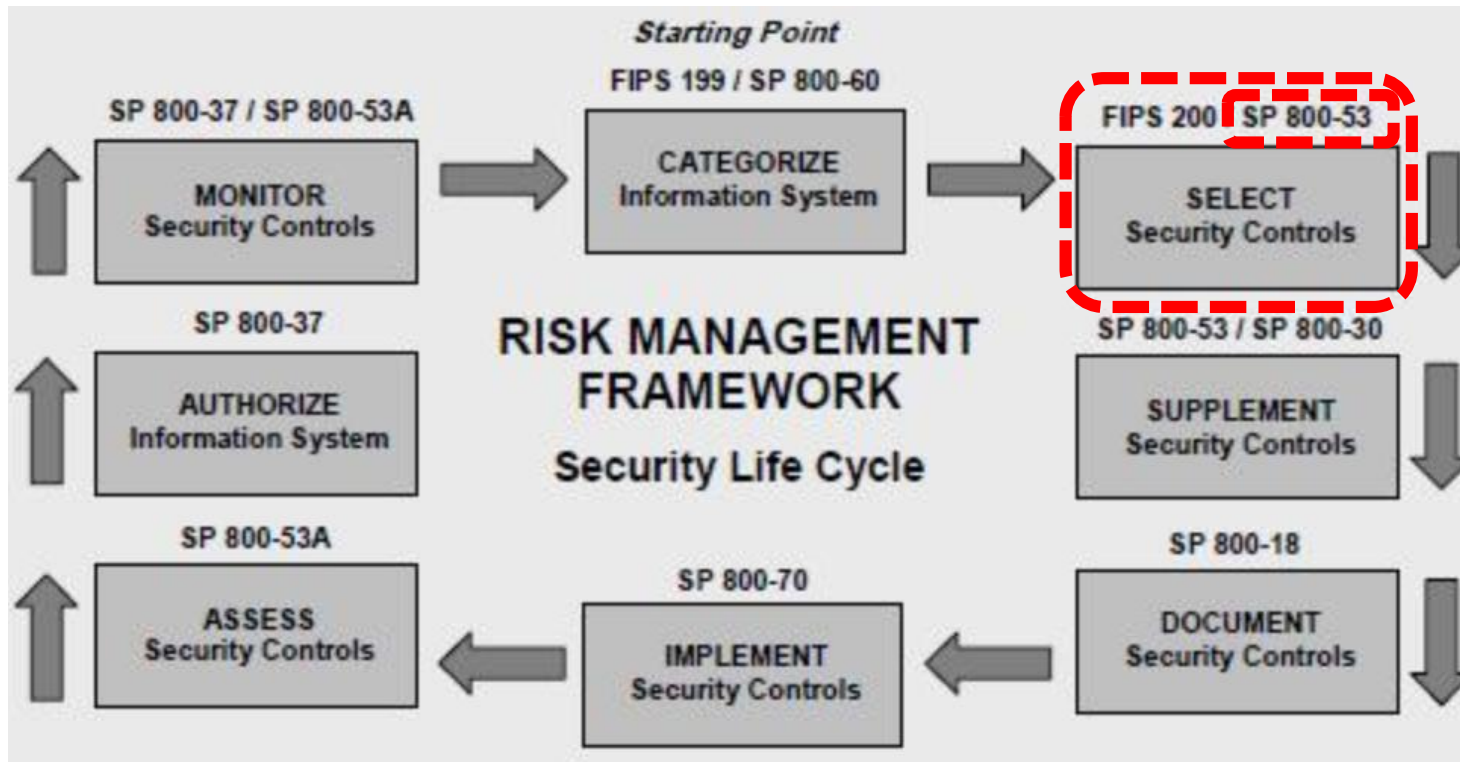 Starting Point
FIPS 199 / SP 800-60
CATEGORIZE
Information System
FIPS 200 SP 800-53
SELECT
Security Controls
SP 800-53 / SP 800-30
SUPPLEMENT
Security Controls
SP 800-18
DOCUMENT
Security Controls
SP 800-70
IMPLEMENT
Security Controls
SP 800-53A
ASSESS
Security Controls
SP 800-37
AUTHORIZE
Information System
SP 800-37 / SP 800-53A
MONITOR
Security Controls
RISK MANAGEMENT
FRAMEWORK
Security Life Cycle